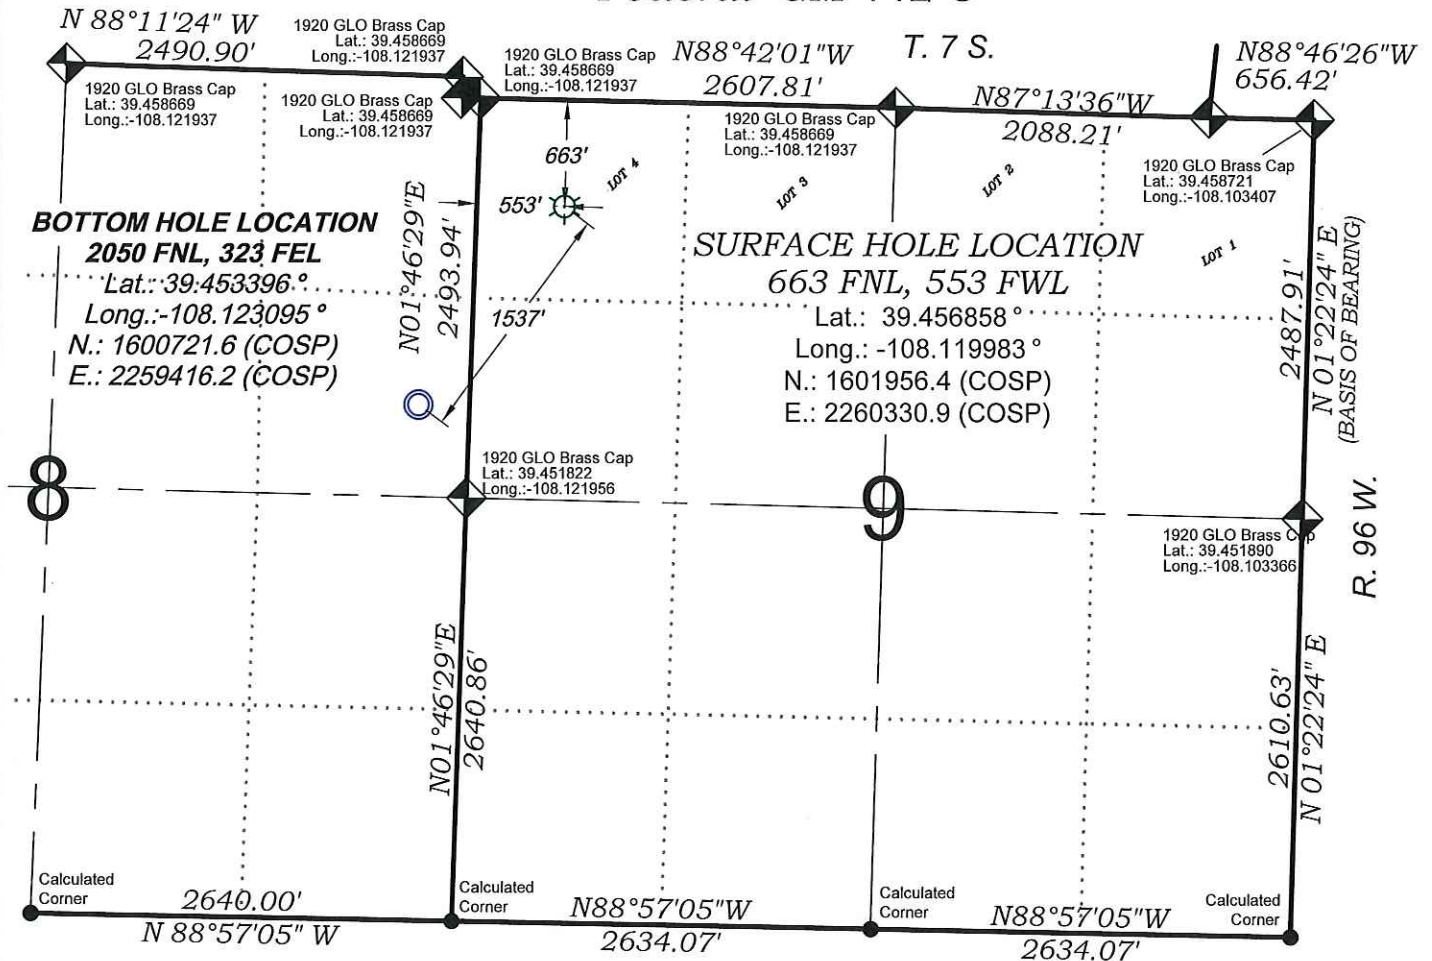 N 88°11'24" W
2490.90'
1920 GLO Brass Cap
Lat.: 39.458669
Long.:-108.121937
1920 GLO Brass Cap
Lat.: 39.458669
Long.:-108.121937
N88°42'01"W
2607.81'
T. 7 S.
N88°46'26"W
656.42'
1920 GLO Brass Cap
Lat.: 39.458669
Long.:-108.121937
1920 GLO Brass Cap
Lat.: 39.458669
Long.:-108.121937
N87°13'36"W
2088.21'
1920 GLO Brass Cap
Lat.: 39.458669
Long.:-108.121937
663'
553'
LOT 4
LOT 3
LOT 2
LOT 1
1920 GLO Brass Cap
Lat.: 39.458721
Long.:-108.103407
BOTTOM HOLE LOCATION
2050 FNL, 323 FEL
Lat.: 39.453396°
Long.:-108.123095°
N.: 1600721.6 (COSP)
E.: 2259416.2 (COSP)
N01°46'29"E
2493.94'
1537'
SURFACE HOLE LOCATION
663 FNL, 553 FWL
Lat.: 39.456858°
Long.: -108.119983°
N.: 1601956.4 (COSP)
E.: 2260330.9 (COSP)
2487.91'
N 01°22'24" E
(BASIS OF BEARING)
1920 GLO Brass Cap
Lat.: 39.451822
Long.:-108.121956
8
9
R. 96 W.
1920 GLO Brass Cap
Lat.: 39.451890
Long.:-108.103366
N01°46'29"E
2640.86'
2610.63'
N 01°22'24" E
Calculated
Corner
2640.00'
N 88°57'05" W
Calculated
Corner
N88°57'05"W
2634.07'
Calculated
Corner
N88°57'05"W
2634.07'
Calculated
Corner